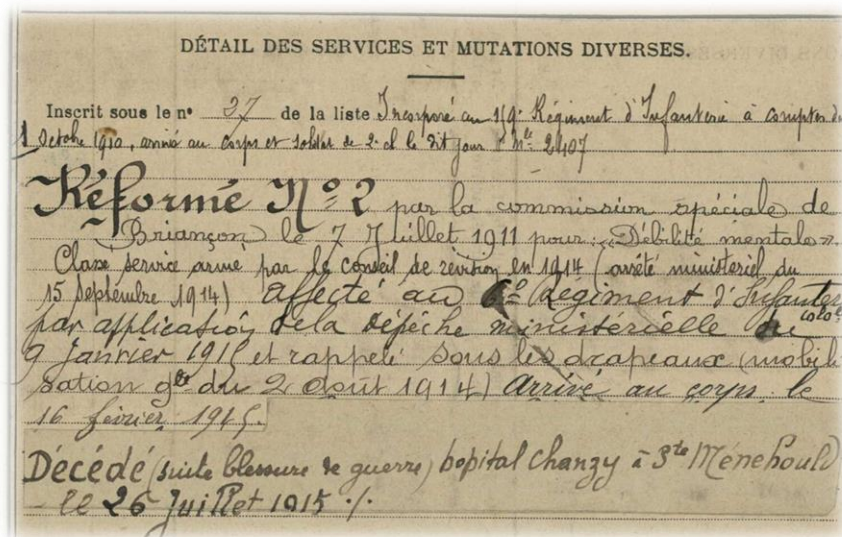 DÉTAIL DES SERVICES ET MUTATIONS DIVERSES.
Inscrit sous le nº 37 de la liste Incorporé au 159e Régiment d'Infanterie à compter du
1 Octobre 1910, arrivé au corps et soldat de 2e cl le dit jour Nle 2407
Réformé Nº 2 par la commission spéciale de
Briançon le 7 Juillet 1911 pour: "Débilité mentale".
Classé service armé par le conseil de révision en 1914 (arrêté ministériel du
15 Septembre 1914) affecté au 6e Régiment d'Infanterie
colole
par application de la dépêche ministérielle du
9 Janvier 1915 et rappelé sous les drapeaux (mobili
sation gle du 2 août 1914) Arrivé au corps le
16 février 1915.
Décédé (suite blessure de guerre) hopital Chanzy à Ste Ménehould
le 26 Juillet 1915 ./.